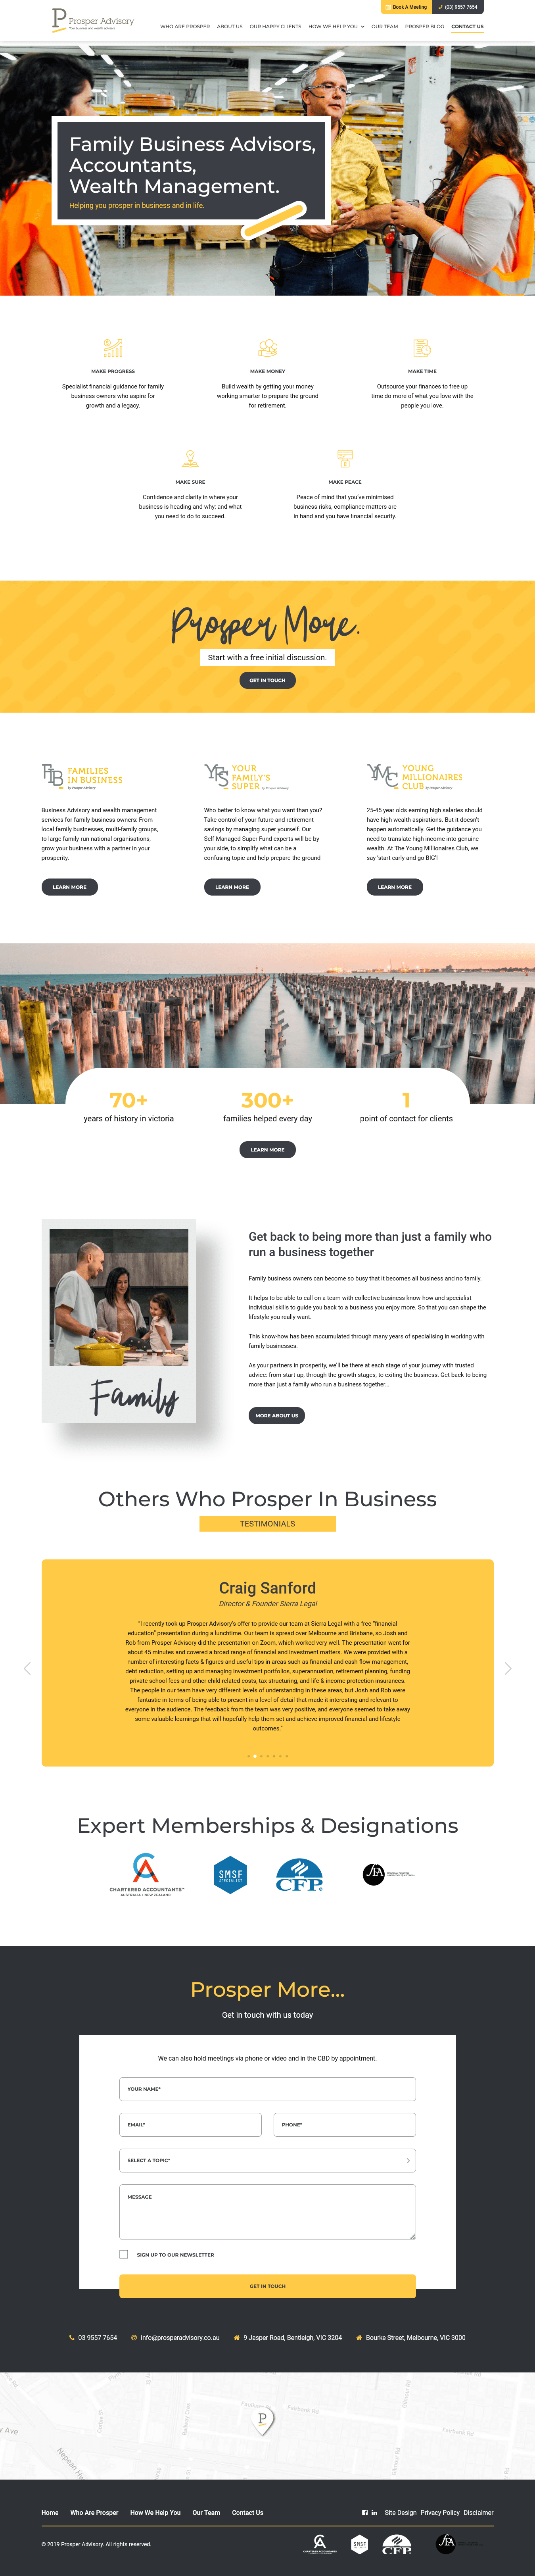 Book A Meeting
(03) 9557 7654
Prosper Advisory
Your business and wealth advisors
WHO ARE PROSPER
ABOUT US
OUR HAPPY CLIENTS
HOW WE HELP YOU
OUR TEAM
PROSPER BLOG
CONTACT US
Family Business Advisors,
Accountants,
Wealth Management.
Helping you prosper in business and in life.
MAKE PROGRESS
Specialist financial guidance for family
business owners who aspire for
growth and a legacy.
MAKE MONEY
Build wealth by getting your money
working smarter to prepare the ground
for retirement.
MAKE TIME
Outsource your finances to free up
time do more of what you love with the
people you love.
MAKE SURE
Confidence and clarity in where your
business is heading and why; and what
you need to do to succeed.
MAKE PEACE
Peace of mind that you've minimised
business risks, compliance matters are
in hand and you have financial security.
Prosper More.
Start with a free initial discussion.
GET IN TOUCH
FIB FAMILIES
IN BUSINESS
by Prosper Advisory
Business Advisory and wealth management
services for family business owners: From
local family businesses, multi-family groups,
to large family-run national organisations,
grow your business with a partner in your
prosperity.
LEARN MORE
YFS YOUR
FAMILY'S
SUPER by Prosper Advisory
Who better to know what you want than you?
Take control of your future and retirement
savings by managing super yourself. Our
Self-Managed Super Fund experts will be by
your side, to simplify what can be a
confusing topic and help prepare the ground
LEARN MORE
YMC YOUNG
MILLIONAIRES
CLUB by Prosper Advisory
25-45 year olds earning high salaries should
have high wealth aspirations. But it doesn't
happen automatically. Get the guidance you
need to translate high income into genuine
wealth. At The Young Millionaires Club, we
say 'start early and go BIG'!
LEARN MORE
70+
years of history in victoria
300+
families helped every day
1
point of contact for clients
LEARN MORE
Family
Get back to being more than just a family who
run a business together
Family business owners can become so busy that it becomes all business and no family.
It helps to be able to call on a team with collective business know-how and specialist
individual skills to guide you back to a business you enjoy more. So that you can shape the
lifestyle you really want.
This know-how has been accumulated through many years of specialising in working with
family businesses.
As your partners in prosperity, we'll be there at each stage of your journey with trusted
advice: from start-up, through the growth stages, to exiting the business. Get back to being
more than just a family who run a business together...
MORE ABOUT US
Others Who Prosper In Business
TESTIMONIALS
Craig Sanford
Director & Founder Sierra Legal
"I recently took up Prosper Advisory's offer to provide our team at Sierra Legal with a free "financial
education" presentation during a lunchtime. Our team is spread over Melbourne and Brisbane, so Josh and
Rob from Prosper Advisory did the presentation on Zoom, which worked very well. The presentation went for
about 45 minutes and covered a broad range of financial and investment matters. We were provided with a
number of interesting facts & figures and useful tips in areas such as financial and cash flow management,
debt reduction, setting up and managing investment portfolios, superannuation, retirement planning, funding
private school fees and other child related costs, tax structuring, and life & income protection insurances.
The people in our team have very different levels of understanding in these areas, but Josh and Rob were
fantastic in terms of being able to present in a level of detail that made it interesting and relevant to
everyone in the audience. The feedback from the team was very positive, and everyone seemed to take away
some valuable learnings that will hopefully help them set and achieve improved financial and lifestyle
outcomes."
Expert Memberships & Designations
CHARTERED ACCOUNTANTS™
AUSTRALIA + NEW ZEALAND
SMSF
SPECIALIST
CFP®
Prosper More...
Get in touch with us today
We can also hold meetings via phone or video and in the CBD by appointment.
YOUR NAME*
EMAIL*
PHONE*
SELECT A TOPIC*
MESSAGE
SIGN UP TO OUR NEWSLETTER
GET IN TOUCH
03 9557 7654
info@prosperadvisory.co.au
9 Jasper Road, Bentleigh, VIC 3204
Bourke Street, Melbourne, VIC 3000
Home
Who Are Prosper
How We Help You
Our Team
Contact Us
Site Design
Privacy Policy
Disclaimer
© 2019 Prosper Advisory. All rights reserved.
CHARTERED ACCOUNTANTS
SMSF
CFP